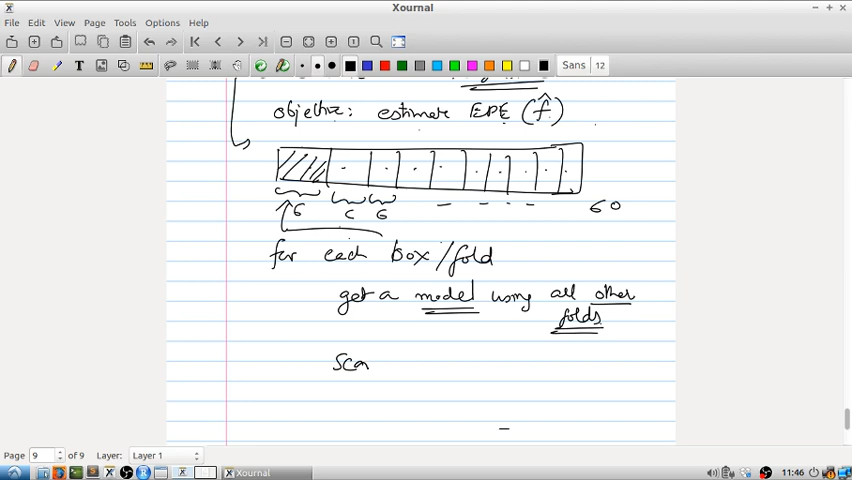 Xournal
File Edit View Page Tools Options Help
Sans 12
objective: estimate EPE (f̂)
6 6 6 60
for each box/fold
get a model using all other
folds
Scor
Page 9 of 9 Layer: Layer 1
Xournal 11:46